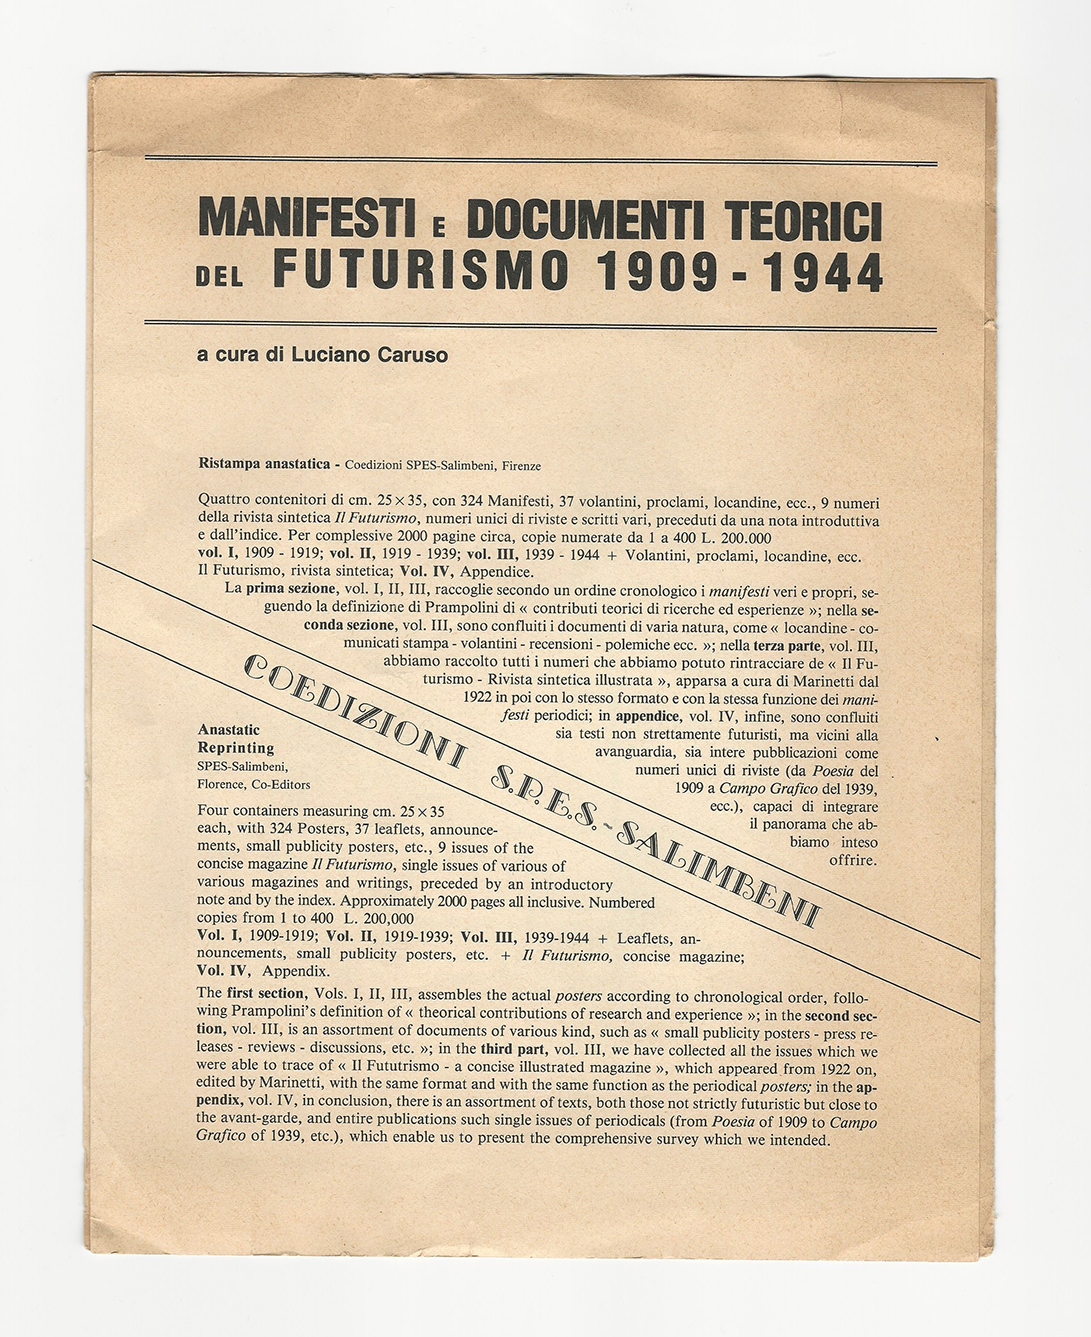 MANIFESTI E DOCUMENTI TEORICI
DEL FUTURISMO 1909 - 1944
a cura di Luciano Caruso
Ristampa anastatica - Coedizioni SPES-Salimbeni, Firenze
Quattro contenitori di cm. 25 × 35, con 324 Manifesti, 37 volantini, proclami, locandine, ecc., 9 numeri
della rivista sintetica Il Futurismo, numeri unici di riviste e scritti vari, preceduti da una nota introduttiva
e dall'indice. Per complessive 2000 pagine circa, copie numerate da 1 a 400 L. 200.000
vol. I, 1909 - 1919; vol. II, 1919 - 1939; vol. III, 1939 - 1944 + Volantini, proclami, locandine, ecc.
Il Futurismo, rivista sintetica; Vol. IV, Appendice.
La prima sezione, vol. I, II, III, raccoglie secondo un ordine cronologico i manifesti veri e propri, se-
guendo la definizione di Prampolini di « contributi teorici di ricerche ed esperienze »; nella se-
conda sezione, vol. III, sono confluiti i documenti di varia natura, come « locandine - co-
municati stampa - volantini - recensioni - polemiche ecc. »; nella terza parte, vol. III,
abbiamo raccolto tutti i numeri che abbiamo potuto rintracciare de « Il Fu-
turismo - Rivista sintetica illustrata », apparsa a cura di Marinetti dal
1922 in poi con lo stesso formato e con la stessa funzione dei mani-
festi periodici; in appendice, vol. IV, infine, sono confluiti
sia testi non strettamente futuristi, ma vicini alla
avanguardia, sia intere pubblicazioni come
numeri unici di riviste (da Poesia del
1909 a Campo Grafico del 1939,
ecc.), capaci di integrare
il panorama che ab-
biamo inteso
offrire.
COEDIZIONI S.P.E.S. - SALIMBENI
Anastatic
Reprinting
SPES-Salimbeni,
Florence, Co-Editors
Four containers measuring cm. 25 × 35
each, with 324 Posters, 37 leaflets, announce-
ments, small publicity posters, etc., 9 issues of the
concise magazine Il Futurismo, single issues of various of
various magazines and writings, preceded by an introductory
note and by the index. Approximately 2000 pages all inclusive. Numbered
copies from 1 to 400 L. 200,000
Vol. I, 1909-1919; Vol. II, 1919-1939; Vol. III, 1939-1944 + Leaflets, an-
nouncements, small publicity posters, etc. + Il Futurismo, concise magazine;
Vol. IV, Appendix.
The first section, Vols. I, II, III, assembles the actual posters according to chronological order, follo-
wing Prampolini's definition of « theorical contributions of research and experience »; in the second sec-
tion, vol. III, is an assortment of documents of various kind, such as « small publicity posters - press re-
leases - reviews - discussions, etc. »; in the third part, vol. III, we have collected all the issues which we
were able to trace of « Il Fututrismo - a concise illustrated magazine », which appeared from 1922 on,
edited by Marinetti, with the same format and with the same function as the periodical posters; in the ap-
pendix, vol. IV, in conclusion, there is an assortment of texts, both those not strictly futuristic but close to
the avant-garde, and entire publications such single issues of periodicals (from Poesia of 1909 to Campo
Grafico of 1939, etc.), which enable us to present the comprehensive survey which we intended.